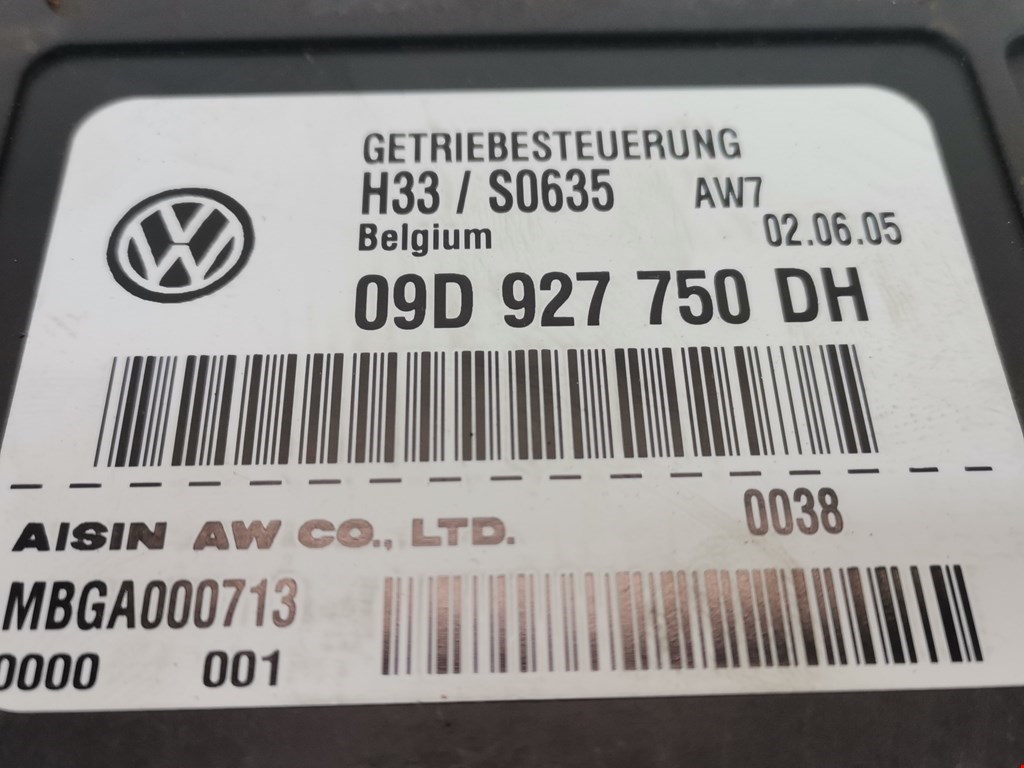 GETRIEBESTEUERUNG
H33 / S0635 AW7
Belgium 02.06.05
09D 927 750 DH
0038
AISIN AW CO., LTD.
MBGA000713
0000 001